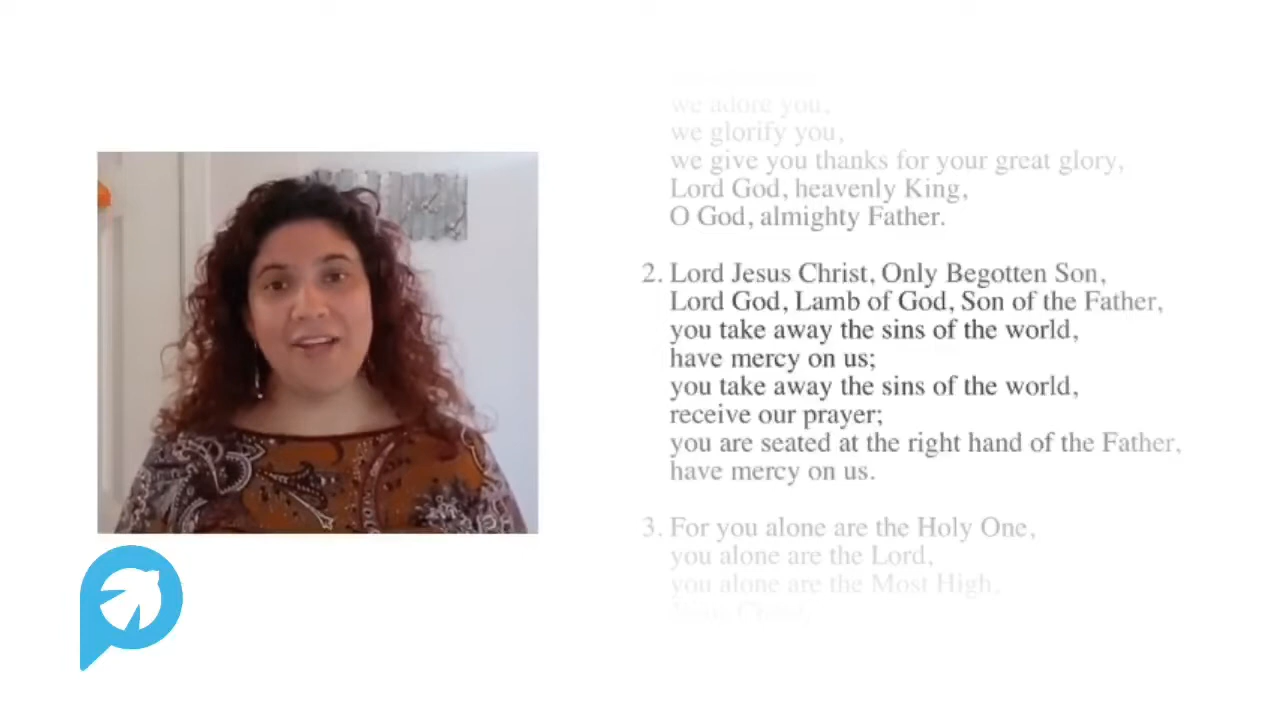 we adore you,
we glorify you,
we give you thanks for your great glory,
Lord God, heavenly King,
O God, almighty Father.
2. Lord Jesus Christ, Only Begotten Son,
Lord God, Lamb of God, Son of the Father,
you take away the sins of the world,
have mercy on us;
you take away the sins of the world,
receive our prayer;
you are seated at the right hand of the Father,
have mercy on us.
3. For you alone are the Holy One,
you alone are the Lord,
you alone are the Most High,